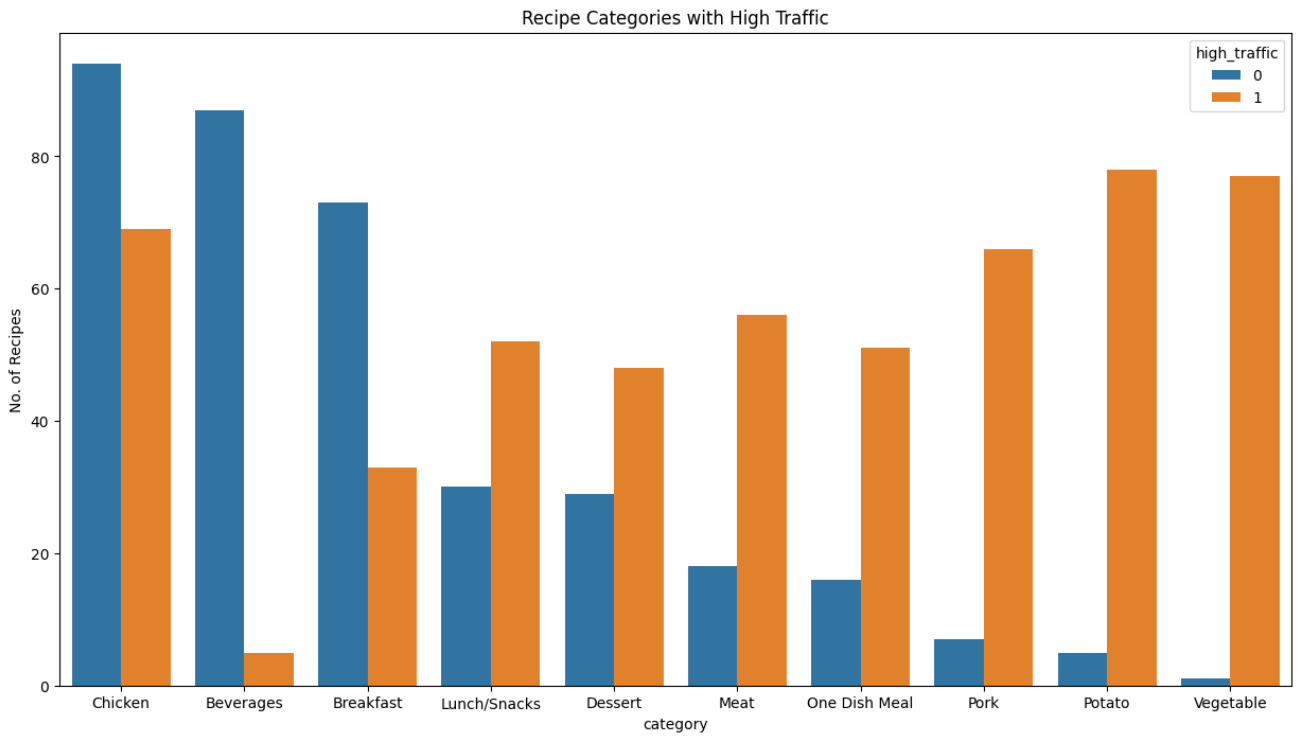 Recipe Categories with High Traffic
high_traffic
0
1
No. of Recipes
80
60
40
20
0
Chicken Beverages Breakfast Lunch/Snacks Dessert Meat One Dish Meal Pork Potato Vegetable
category